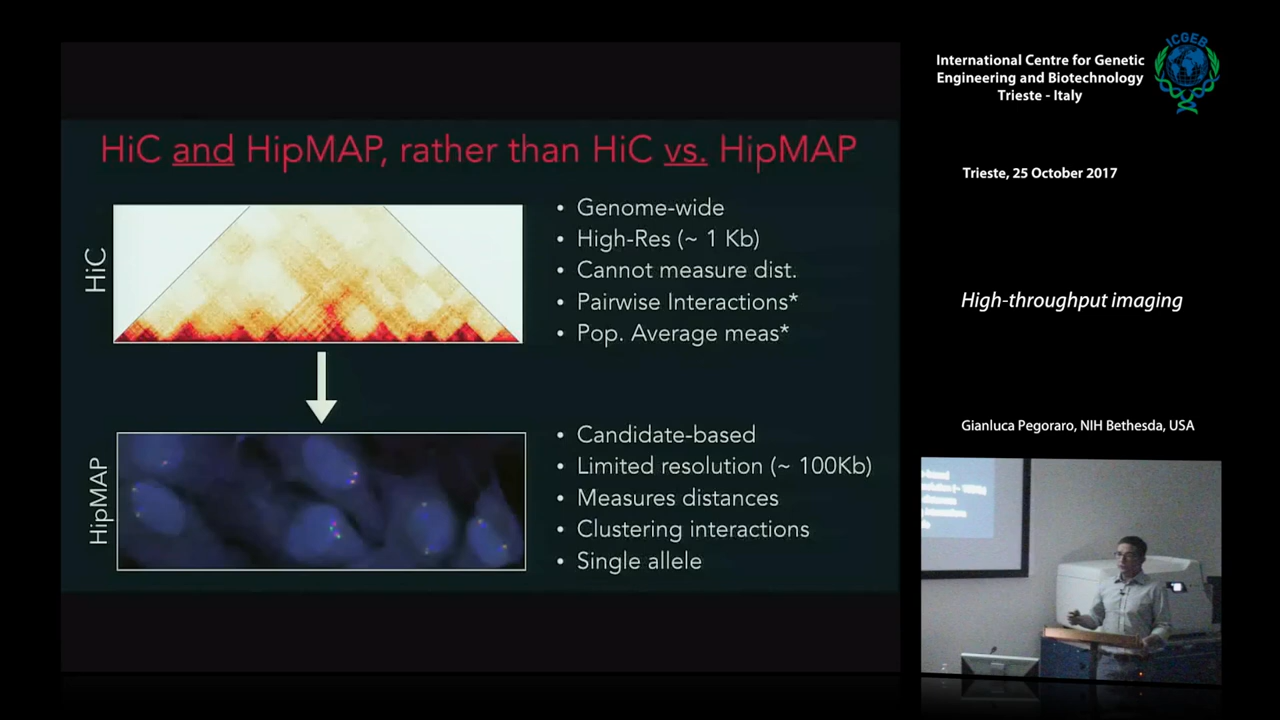 HiC and HipMAP, rather than HiC vs. HipMAP
HiC
• Genome-wide
• High-Res (~ 1 Kb)
• Cannot measure dist.
• Pairwise Interactions*
• Pop. Average meas*
HipMAP
• Candidate-based
• Limited resolution (~ 100Kb)
• Measures distances
• Clustering interactions
• Single allele
International Centre for Genetic
Engineering and Biotechnology
Trieste - Italy
ICGEB
Trieste, 25 October 2017
High-throughput imaging
Gianluca Pegoraro, NIH Bethesda, USA